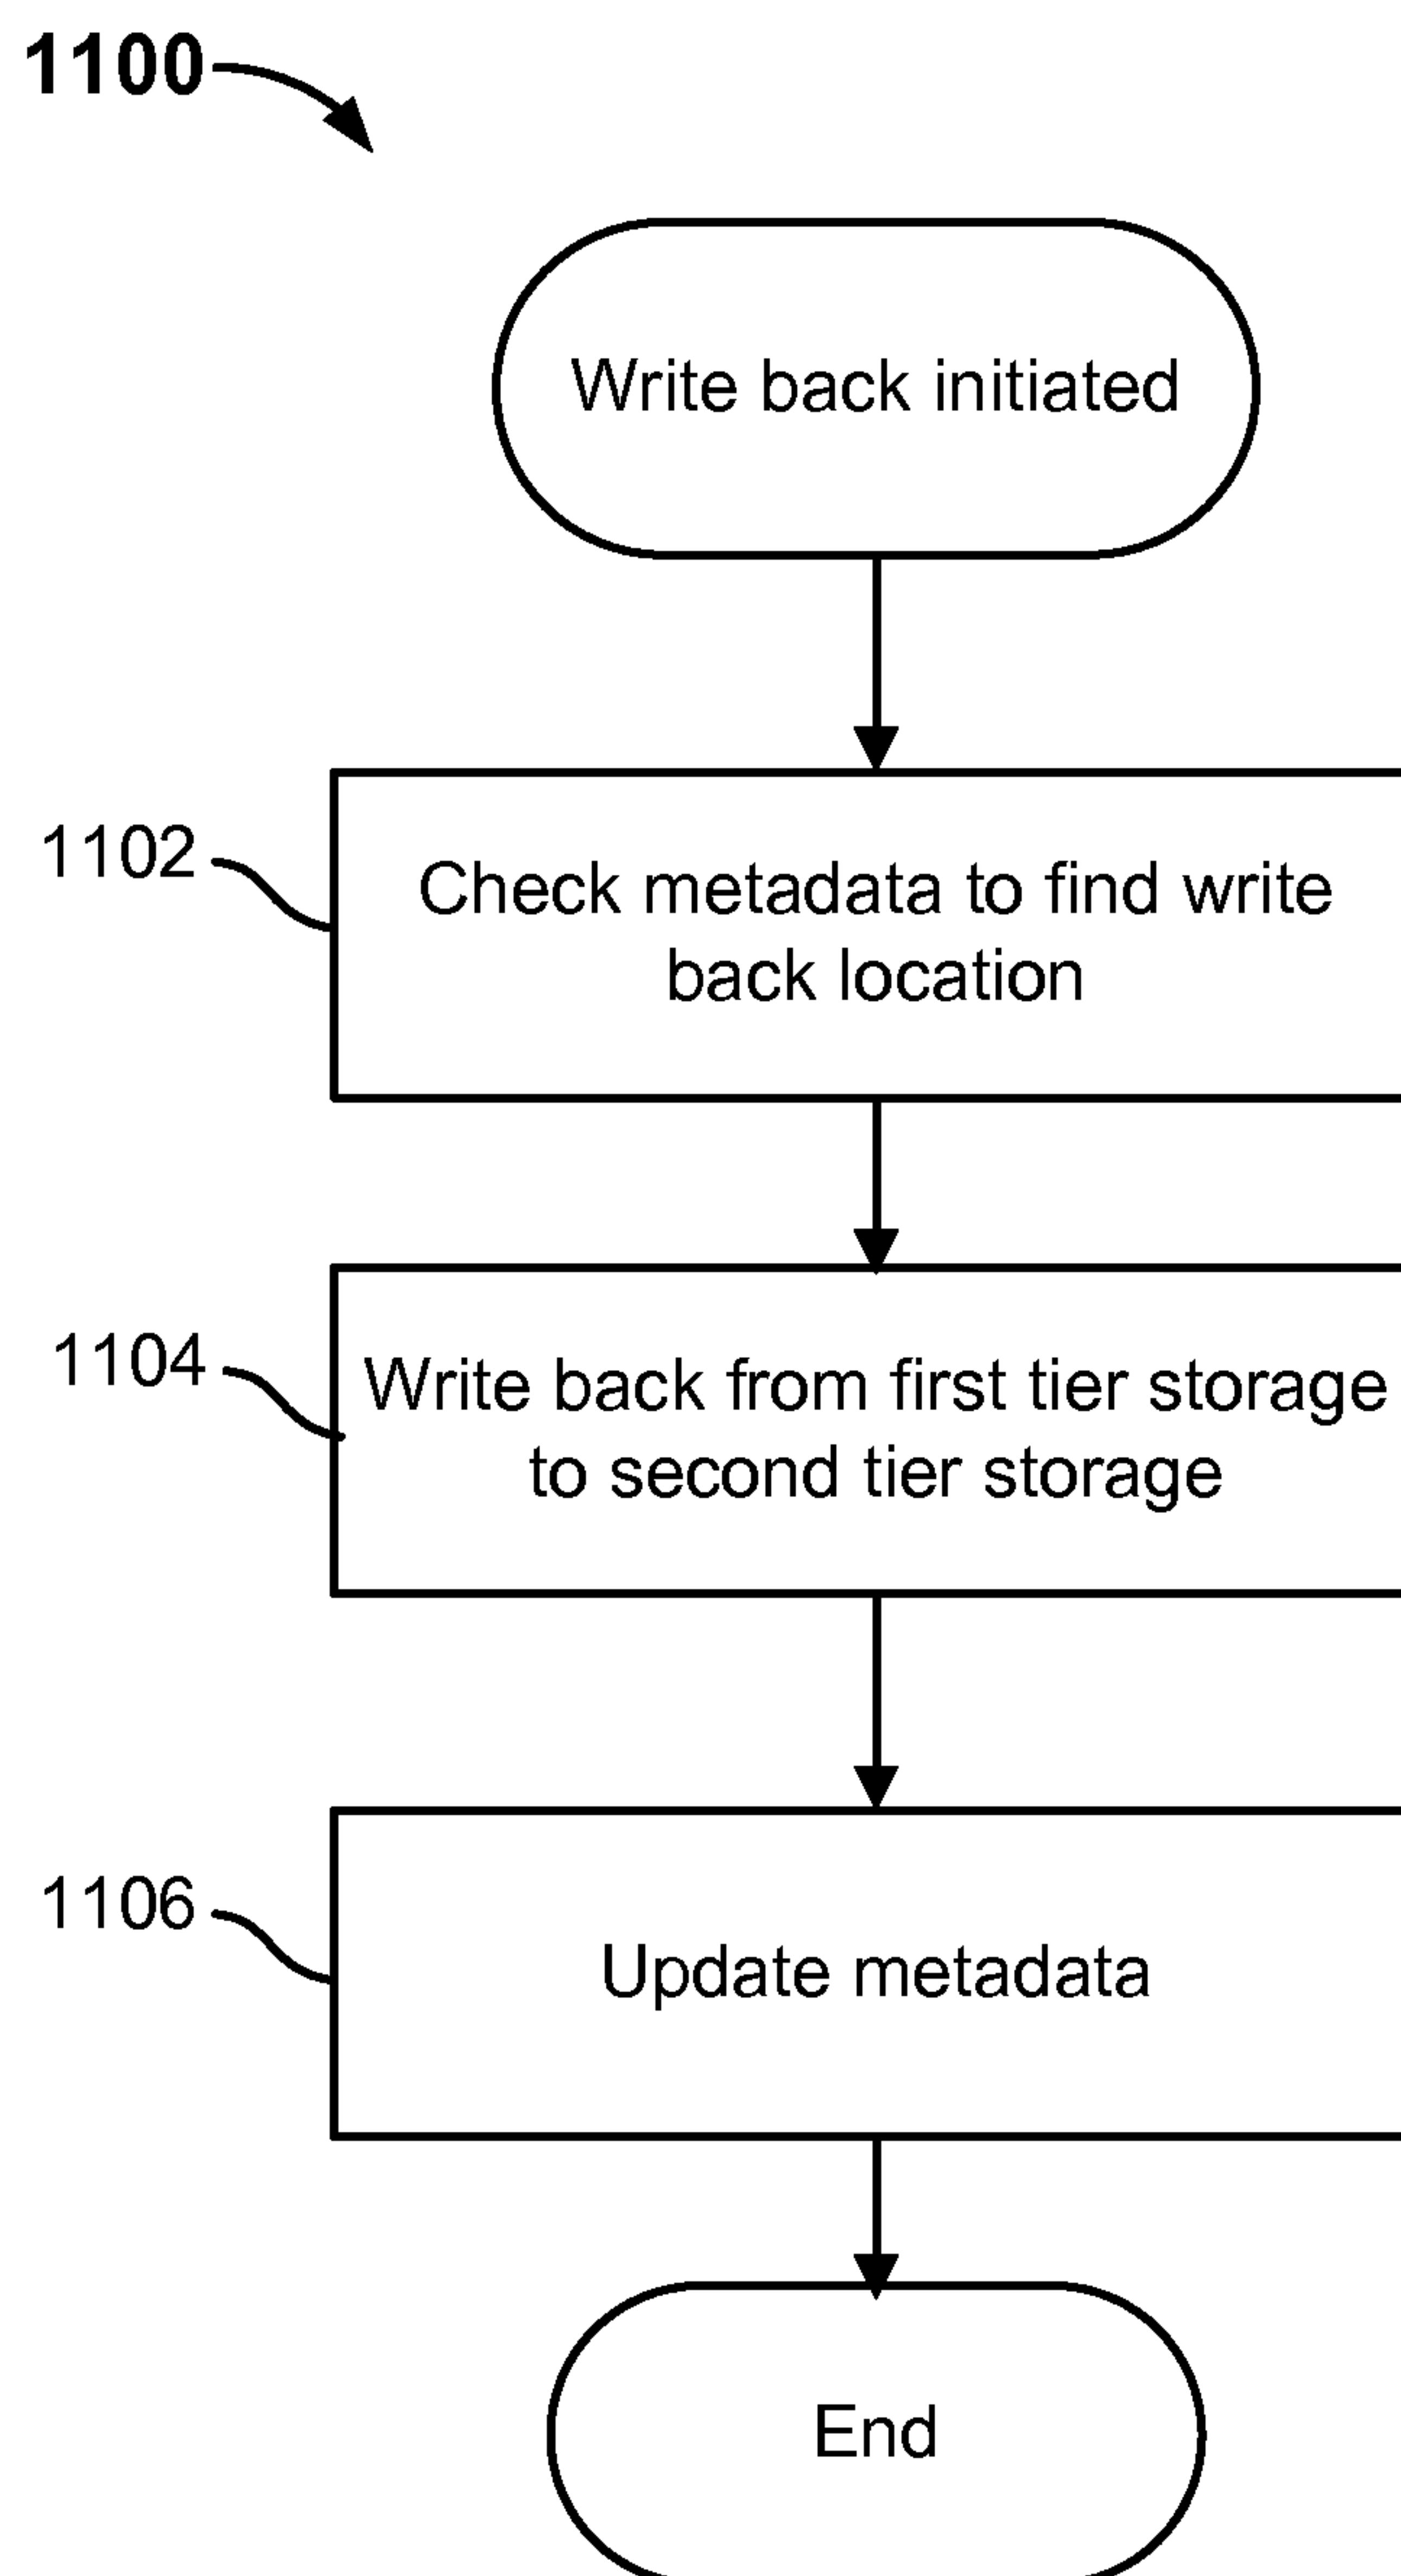 1100
Write back initiated
1102
Check metadata to find write
back location
1104
Write back from first tier storage
to second tier storage
1106
Update metadata
End